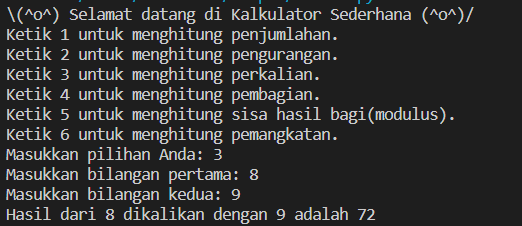 \(^o^) Selamat datang di Kalkulator Sederhana (^o^)/
Ketik 1 untuk menghitung penjumlahan.
Ketik 2 untuk menghitung pengurangan.
Ketik 3 untuk menghitung perkalian.
Ketik 4 untuk menghitung pembagian.
Ketik 5 untuk menghitung sisa hasil bagi(modulus).
Ketik 6 untuk menghitung pemangkatan.
Masukkan pilihan Anda: 3
Masukkan bilangan pertama: 8
Masukkan bilangan kedua: 9
Hasil dari 8 dikalikan dengan 9 adalah 72